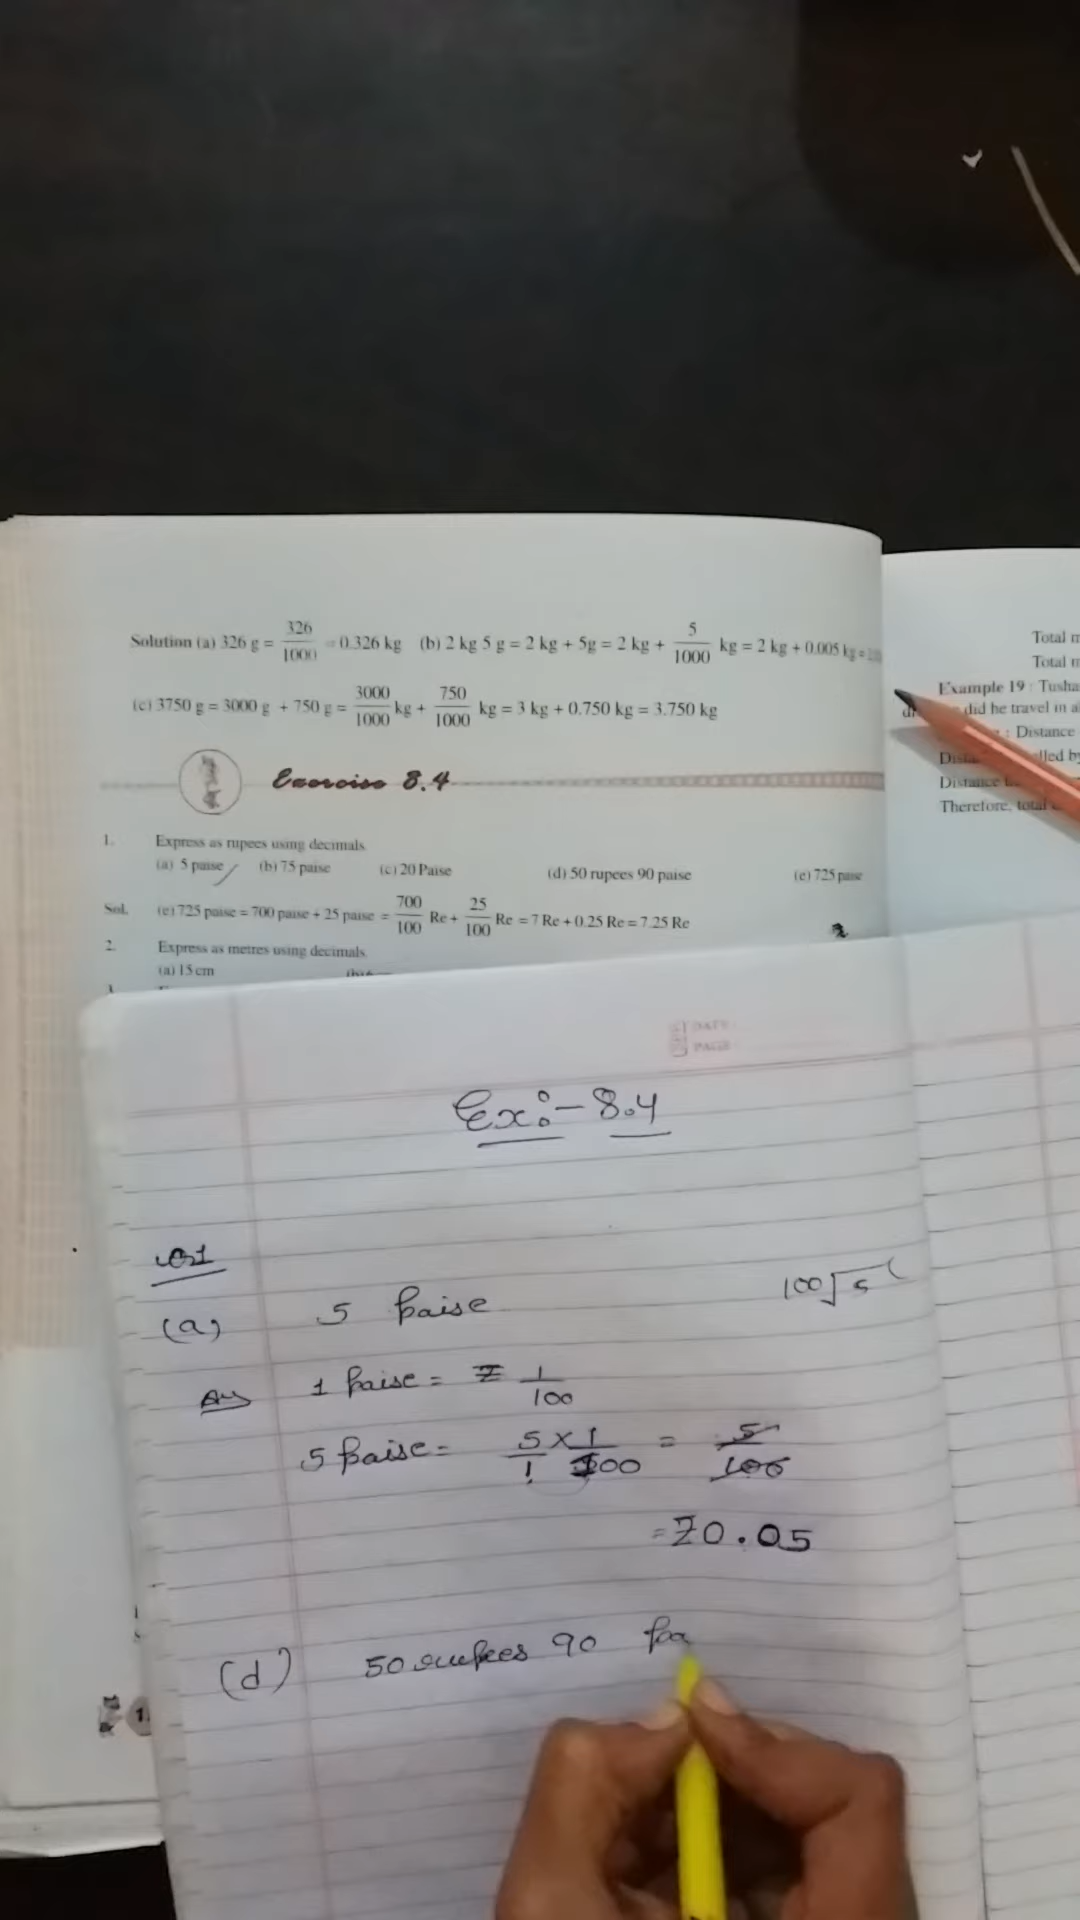 Solution (a) 326 g = 326/1000 = 0.326 kg (b) 2 kg 5 g = 2 kg + 5g = 2 kg + 5/1000 kg = 2 kg + 0.005 kg =
(c) 3750 g = 3000 g + 750 g = 3000/1000 kg + 750/1000 kg = 3 kg + 0.750 kg = 3.750 kg
Exercise 8.4
1. Express as rupees using decimals.
(a) 5 paise (b) 75 paise (c) 20 Paise (d) 50 rupees 90 paise (e) 725 paise
Sol. (e) 725 paise = 700 paise + 25 paise = 700/100 Re + 25/100 Re = 7 Re + 0.25 Re = 7.25 Re
2. Express as metres using decimals.
(a) 15 cm
Total
Total
Example 19 : Tusha
did he travel in a
: Distance
lled by
Distance
Therefore, total
DATE
PAGE
Ex:- 8.4
Q1
(a) 5 paise 100√5
Ans 1 paise = ₹ 1/100
5 paise = 5/1 × 1/100 = 5/100
= ₹0.05
(d) 50 rupees 90 pa